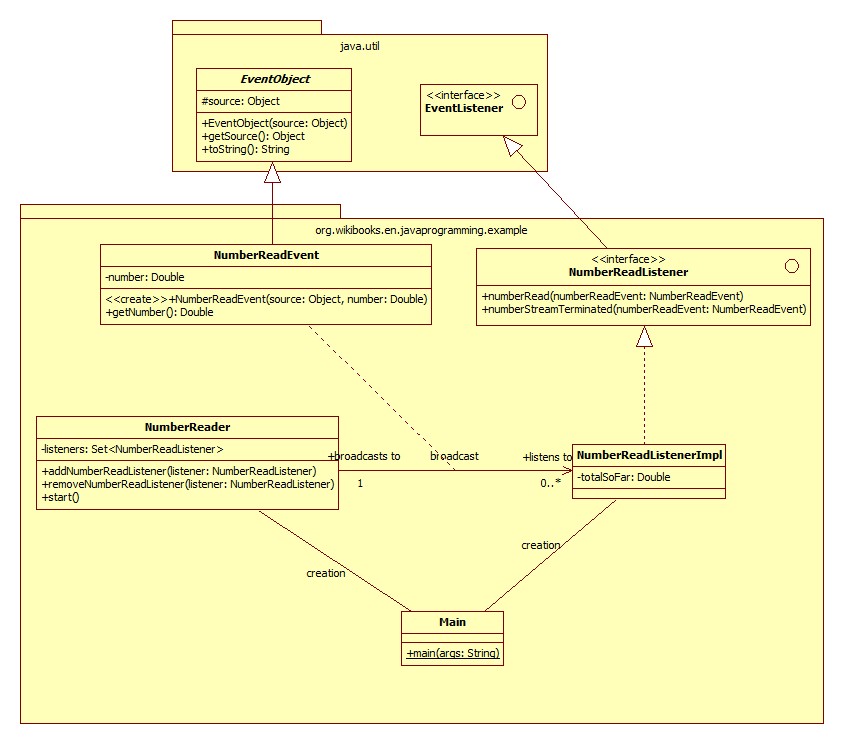 java.util
EventObject
#source: Object
+EventObject(source: Object)
+getSource(): Object
+toString(): String
<<interface>>
EventListener
org.wikibooks.en.javaprogramming.example
NumberReadEvent
-number: Double
<<create>>+NumberReadEvent(source: Object, number: Double)
+getNumber(): Double
<<interface>>
NumberReadListener
+numberRead(numberReadEvent: NumberReadEvent)
+numberStreamTerminated(numberReadEvent: NumberReadEvent)
NumberReader
-listeners: Set<NumberReadListener>
+addNumberReadListener(listener: NumberReadListener)
+removeNumberReadListener(listener: NumberReadListener)
+start()
+broadcasts to
broadcast
+listens to
1
0..*
NumberReadListenerImpl
-totalSoFar: Double
creation
creation
Main
+main(args: String)